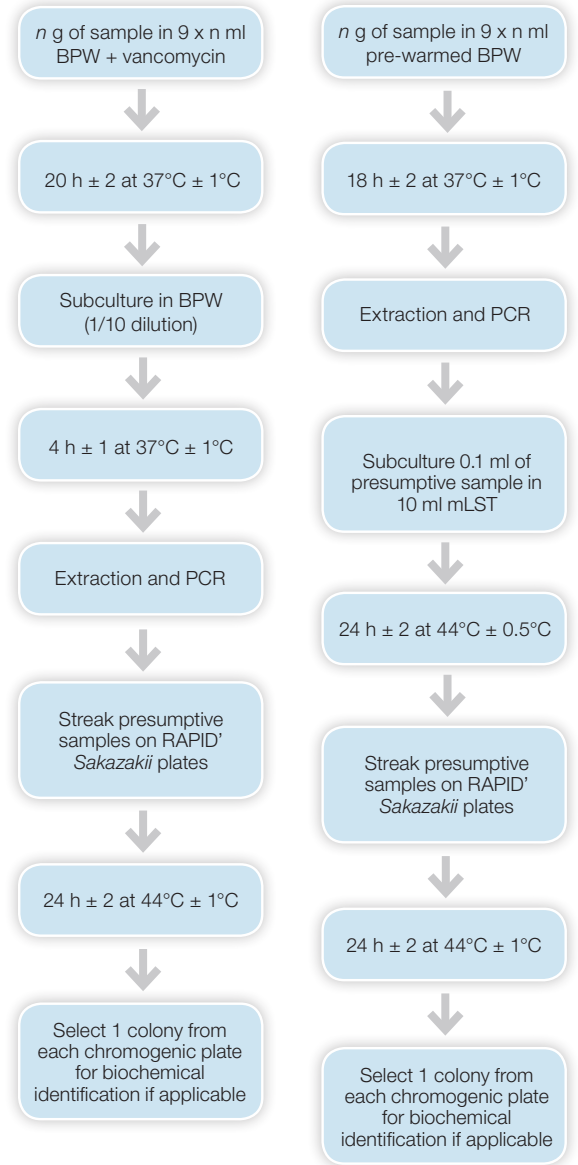 n g of sample in 9 x n ml
BPW + vancomycin
20 h ± 2 at 37°C ± 1°C
Subculture in BPW
(1/10 dilution)
4 h ± 1 at 37°C ± 1°C
Extraction and PCR
Streak presumptive
samples on RAPID’
Sakazakii plates
24 h ± 2 at 44°C ± 1°C
Select 1 colony from
each chromogenic plate
for biochemical
identification if applicable
n g of sample in 9 x n ml
pre-warmed BPW
18 h ± 2 at 37°C ± 1°C
Extraction and PCR
Subculture 0.1 ml of
presumptive sample in
10 ml mLST
24 h ± 2 at 44°C ± 0.5°C
Streak presumptive
samples on RAPID’
Sakazakii plates
24 h ± 2 at 44°C ± 1°C
Select 1 colony from
each chromogenic plate
for biochemical
identification if applicable